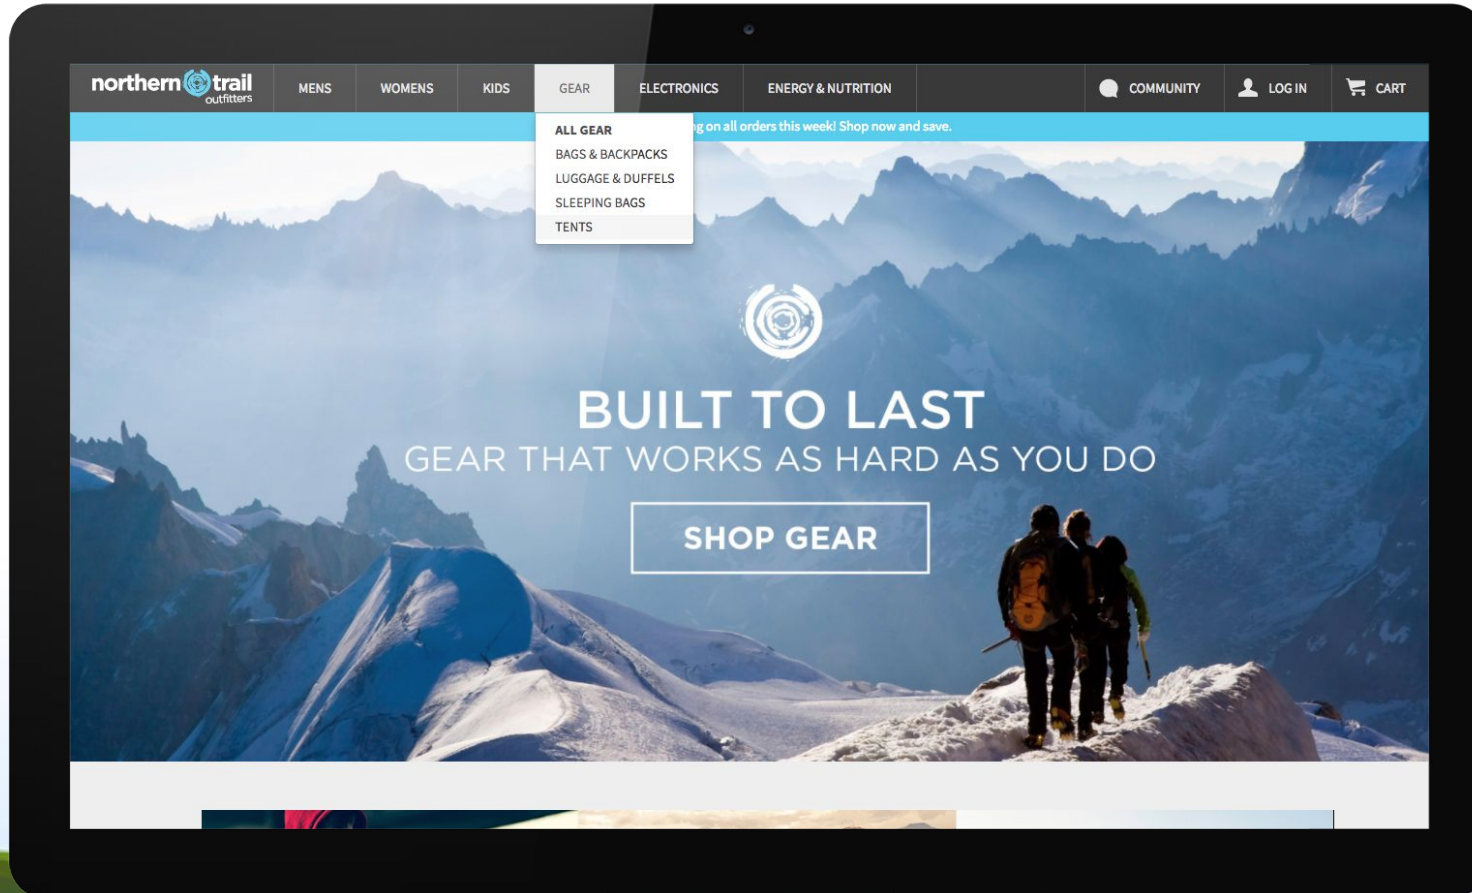 northern trail
outfitters
MENS
WOMENS
KIDS
GEAR
ELECTRONICS
ENERGY & NUTRITION
COMMUNITY
LOG IN
CART
on all orders this week! Shop now and save.
ALL GEAR
BAGS & BACKPACKS
LUGGAGE & DUFFELS
SLEEPING BAGS
TENTS
BUILT TO LAST
GEAR THAT WORKS AS HARD AS YOU DO
SHOP GEAR